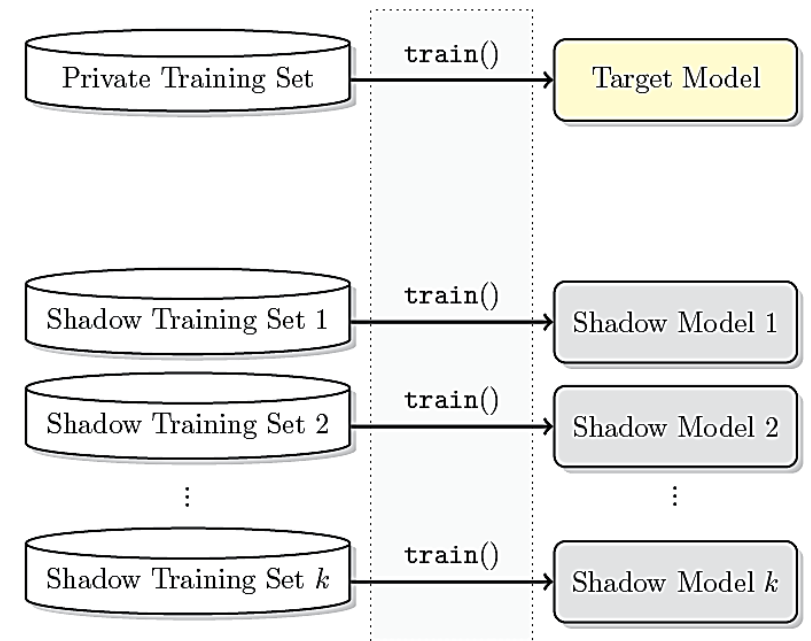 Private Training Set
train()
Target Model
Shadow Training Set 1
train()
Shadow Model 1
Shadow Training Set 2
train()
Shadow Model 2
⋮
⋮
Shadow Training Set k
train()
Shadow Model k